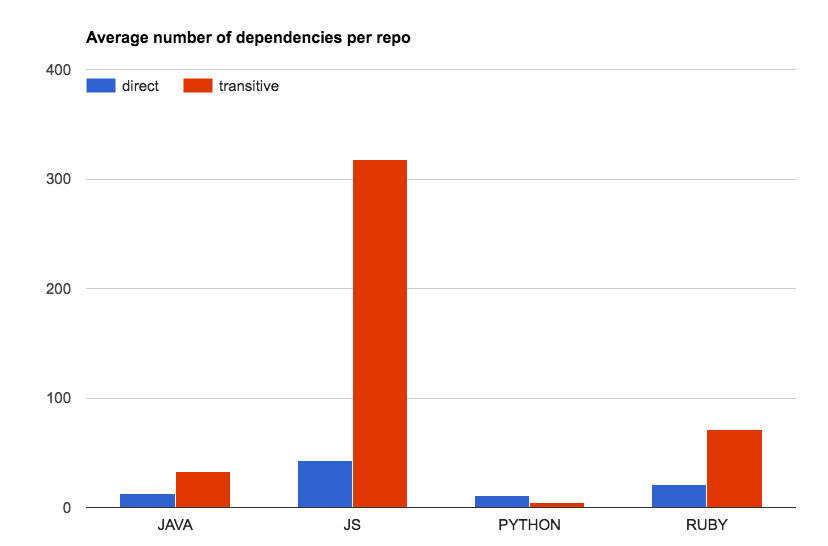 Average number of dependencies per repo
400
direct transitive
300
200
100
0
JAVA JS PYTHON RUBY